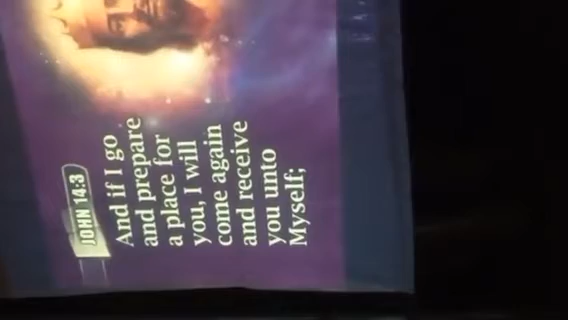 JOHN 14:3
And if I go
and prepare
a place for
you, I will
come again
and receive
you unto
Myself;